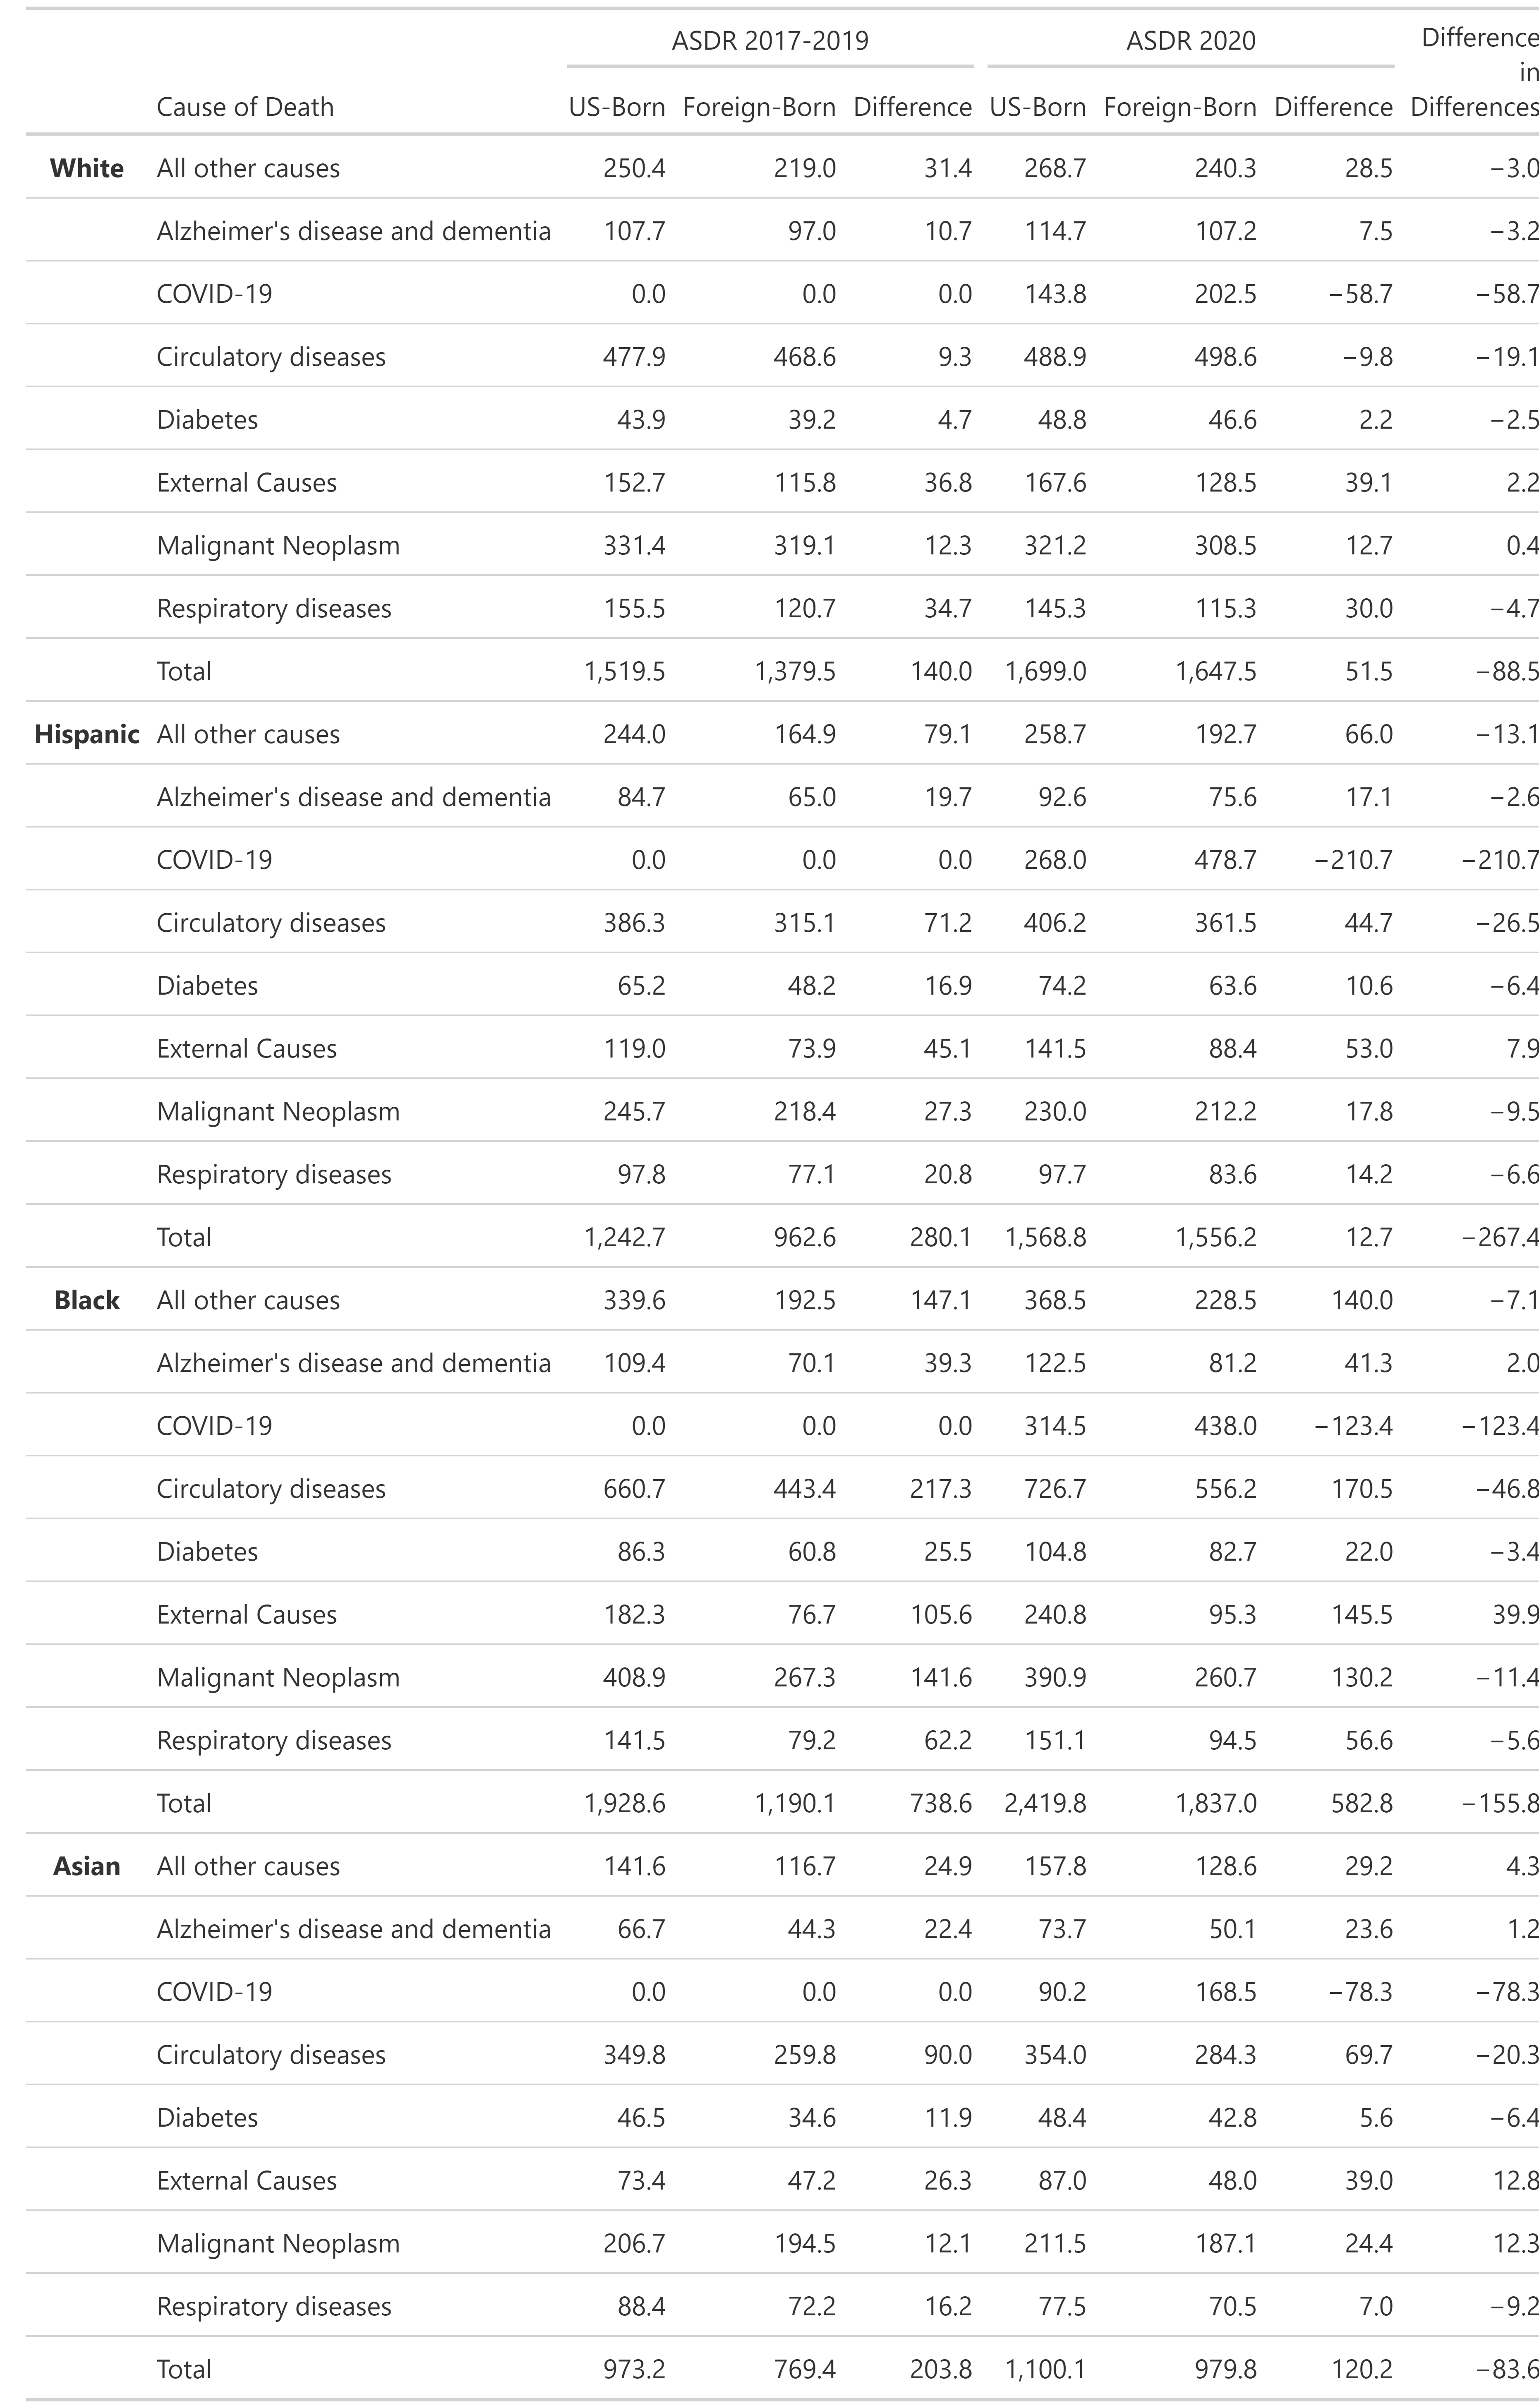 ASDR 2017-2019 ASDR 2020 Difference
in
Cause of Death US-Born Foreign-Born Difference US-Born Foreign-Born Difference Differences
White All other causes 250.4 219.0 31.4 268.7 240.3 28.5 −3.0
Alzheimer's disease and dementia 107.7 97.0 10.7 114.7 107.2 7.5 −3.2
COVID-19 0.0 0.0 0.0 143.8 202.5 −58.7 −58.7
Circulatory diseases 477.9 468.6 9.3 488.9 498.6 −9.8 −19.1
Diabetes 43.9 39.2 4.7 48.8 46.6 2.2 −2.5
External Causes 152.7 115.8 36.8 167.6 128.5 39.1 2.2
Malignant Neoplasm 331.4 319.1 12.3 321.2 308.5 12.7 0.4
Respiratory diseases 155.5 120.7 34.7 145.3 115.3 30.0 −4.7
Total 1,519.5 1,379.5 140.0 1,699.0 1,647.5 51.5 −88.5
Hispanic All other causes 244.0 164.9 79.1 258.7 192.7 66.0 −13.1
Alzheimer's disease and dementia 84.7 65.0 19.7 92.6 75.6 17.1 −2.6
COVID-19 0.0 0.0 0.0 268.0 478.7 −210.7 −210.7
Circulatory diseases 386.3 315.1 71.2 406.2 361.5 44.7 −26.5
Diabetes 65.2 48.2 16.9 74.2 63.6 10.6 −6.4
External Causes 119.0 73.9 45.1 141.5 88.4 53.0 7.9
Malignant Neoplasm 245.7 218.4 27.3 230.0 212.2 17.8 −9.5
Respiratory diseases 97.8 77.1 20.8 97.7 83.6 14.2 −6.6
Total 1,242.7 962.6 280.1 1,568.8 1,556.2 12.7 −267.4
Black All other causes 339.6 192.5 147.1 368.5 228.5 140.0 −7.1
Alzheimer's disease and dementia 109.4 70.1 39.3 122.5 81.2 41.3 2.0
COVID-19 0.0 0.0 0.0 314.5 438.0 −123.4 −123.4
Circulatory diseases 660.7 443.4 217.3 726.7 556.2 170.5 −46.8
Diabetes 86.3 60.8 25.5 104.8 82.7 22.0 −3.4
External Causes 182.3 76.7 105.6 240.8 95.3 145.5 39.9
Malignant Neoplasm 408.9 267.3 141.6 390.9 260.7 130.2 −11.4
Respiratory diseases 141.5 79.2 62.2 151.1 94.5 56.6 −5.6
Total 1,928.6 1,190.1 738.6 2,419.8 1,837.0 582.8 −155.8
Asian All other causes 141.6 116.7 24.9 157.8 128.6 29.2 4.3
Alzheimer's disease and dementia 66.7 44.3 22.4 73.7 50.1 23.6 1.2
COVID-19 0.0 0.0 0.0 90.2 168.5 −78.3 −78.3
Circulatory diseases 349.8 259.8 90.0 354.0 284.3 69.7 −20.3
Diabetes 46.5 34.6 11.9 48.4 42.8 5.6 −6.4
External Causes 73.4 47.2 26.3 87.0 48.0 39.0 12.8
Malignant Neoplasm 206.7 194.5 12.1 211.5 187.1 24.4 12.3
Respiratory diseases 88.4 72.2 16.2 77.5 70.5 7.0 −9.2
Total 973.2 769.4 203.8 1,100.1 979.8 120.2 −83.6